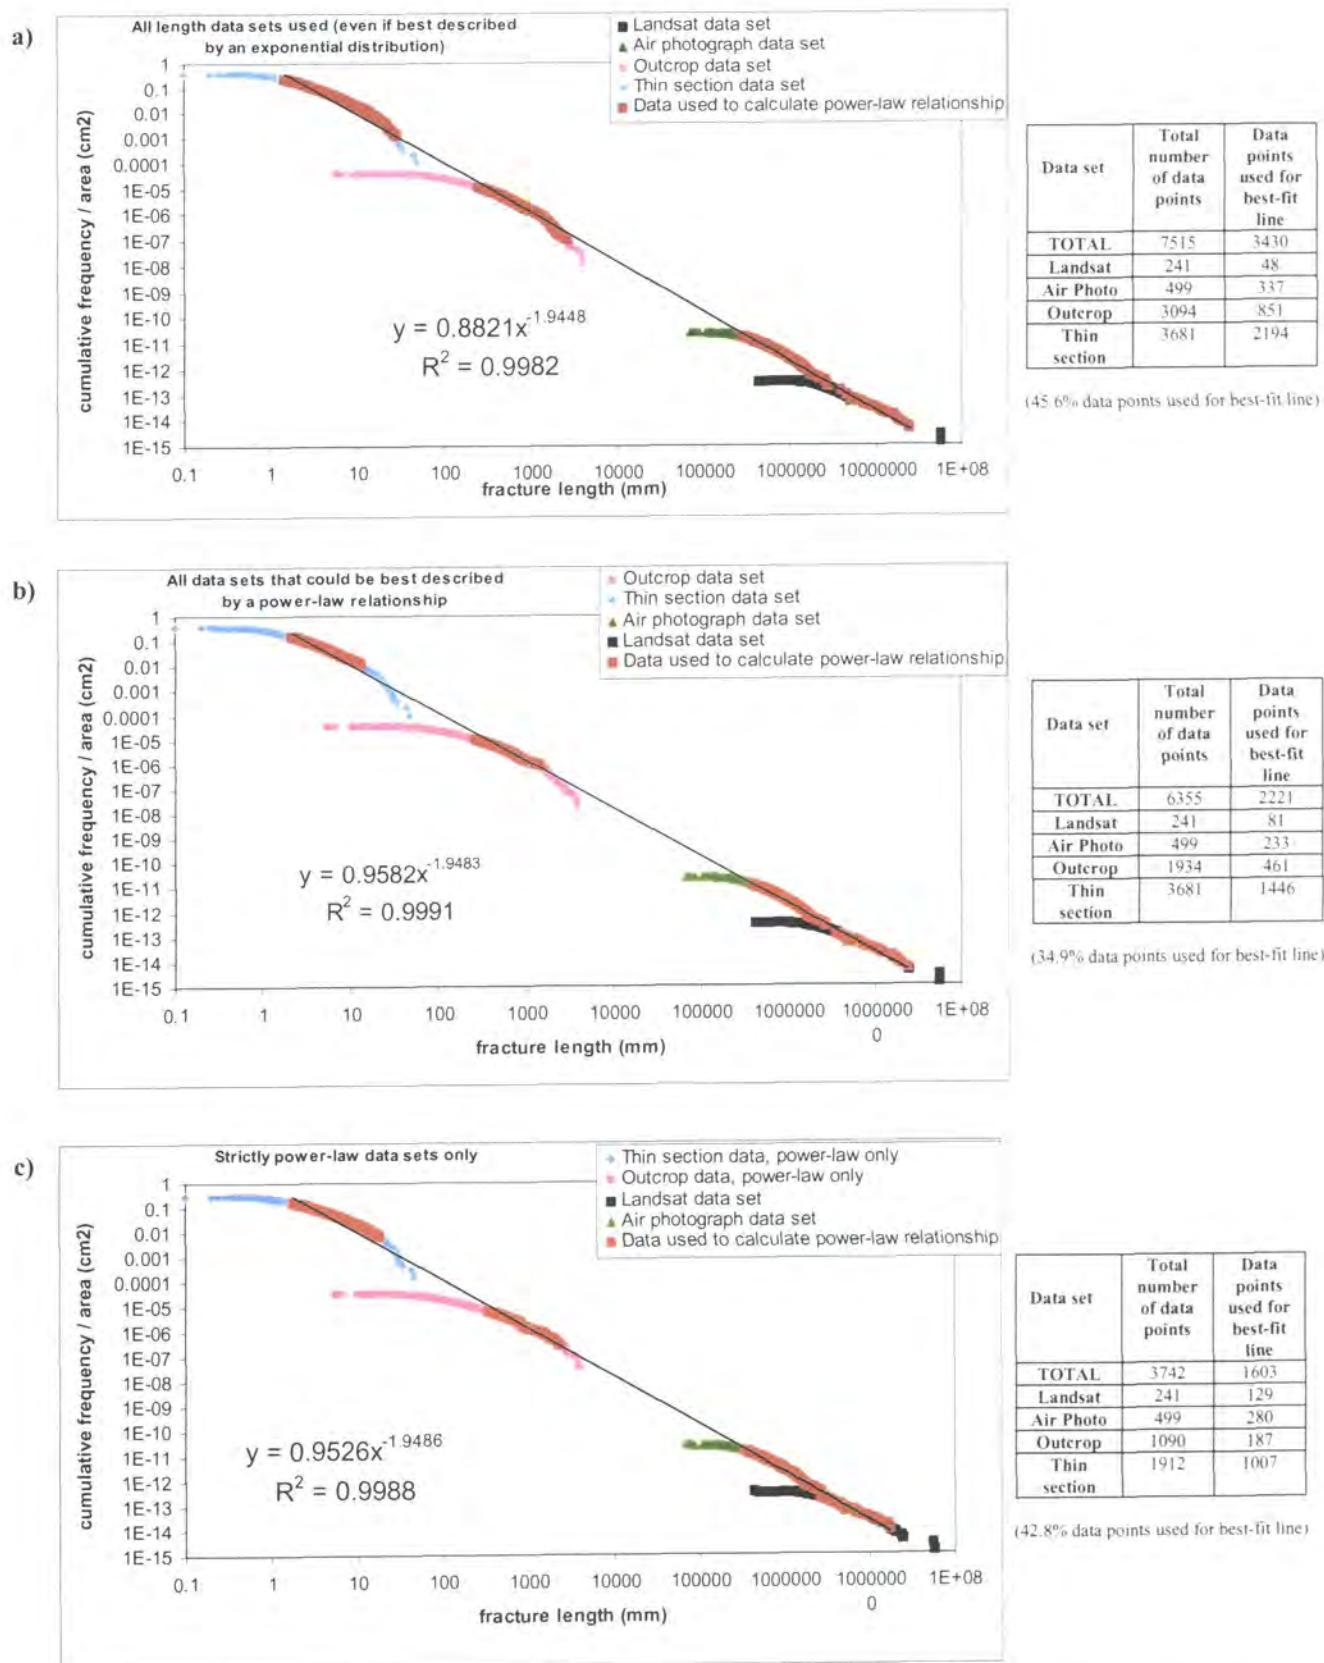 a)
All length data sets used (even if best described
by an exponential distribution)
Landsat data set
Air photograph data set
Outcrop data set
Thin section data set
Data used to calculate power-law relationship
cumulative frequency / area (cm2)
1
0.1
0.01
0.001
0.0001
1E-05
1E-06
1E-07
1E-08
1E-09
1E-10
1E-11
1E-12
1E-13
1E-14
1E-15
y = 0.8821x^-1.9448
R² = 0.9982
0.1 1 10 100 1000 10000 100000 1000000 10000000 1E+08
fracture length (mm)
Data set | Total number of data points | Data points used for best-fit line
TOTAL 7515 3430
Landsat 241 48
Air Photo 499 337
Outcrop 3094 851
Thin section 3681 2194
(45.6% data points used for best-fit line)
b)
All data sets that could be best described
by a power-law relationship
Outcrop data set
Thin section data set
Air photograph data set
Landsat data set
Data used to calculate power-law relationship
cumulative frequency / area (cm2)
1
0.1
0.01
0.001
0.0001
1E-05
1E-06
1E-07
1E-08
1E-09
1E-10
1E-11
1E-12
1E-13
1E-14
1E-15
y = 0.9582x^-1.9483
R² = 0.9991
0.1 1 10 100 1000 10000 100000 1000000 1000000 1E+08
0
fracture length (mm)
Data set | Total number of data points | Data points used for best-fit line
TOTAL 6355 2221
Landsat 241 81
Air Photo 499 233
Outcrop 1934 461
Thin section 3681 1446
(34.9% data points used for best-fit line)
c)
Strictly power-law data sets only
Thin section data, power-law only
Outcrop data, power-law only
Landsat data set
Air photograph data set
Data used to calculate power-law relationship
cumulative frequency / area (cm2)
1
0.1
0.01
0.001
0.0001
1E-05
1E-06
1E-07
1E-08
1E-09
1E-10
1E-11
1E-12
1E-13
1E-14
1E-15
y = 0.9526x^-1.9486
R² = 0.9988
0.1 1 10 100 1000 10000 100000 1000000 1000000 1E+08
0
fracture length (mm)
Data set | Total number of data points | Data points used for best-fit line
TOTAL 3742 1603
Landsat 241 129
Air Photo 499 280
Outcrop 1090 187
Thin section 1912 1007
(42.8% data points used for best-fit line)